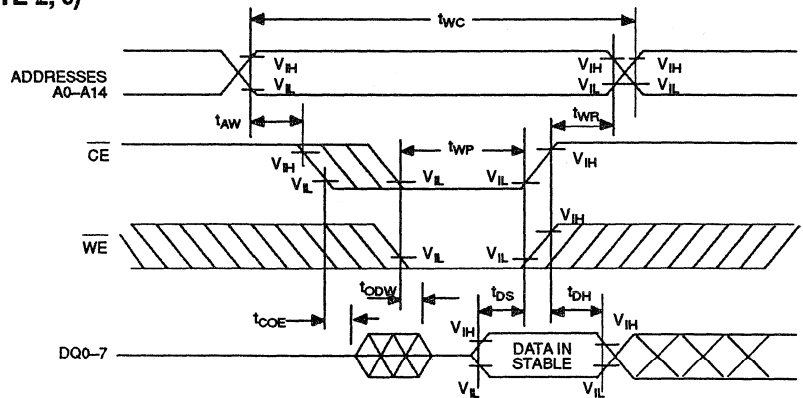 TE 2, 3)
tWC
ADDRESSES
A0–A14
VIH
VIL
VIH
VIL
VIH
VIL
tAW
tWR
CE
tWP
VIH
VIL
VIL
VIL
VIH
WE
VIH
VIL
VIL
tODW
tDS
tDH
tCOE
VIH
VIH
DQ0–7
DATA IN
STABLE
VIL
VIL